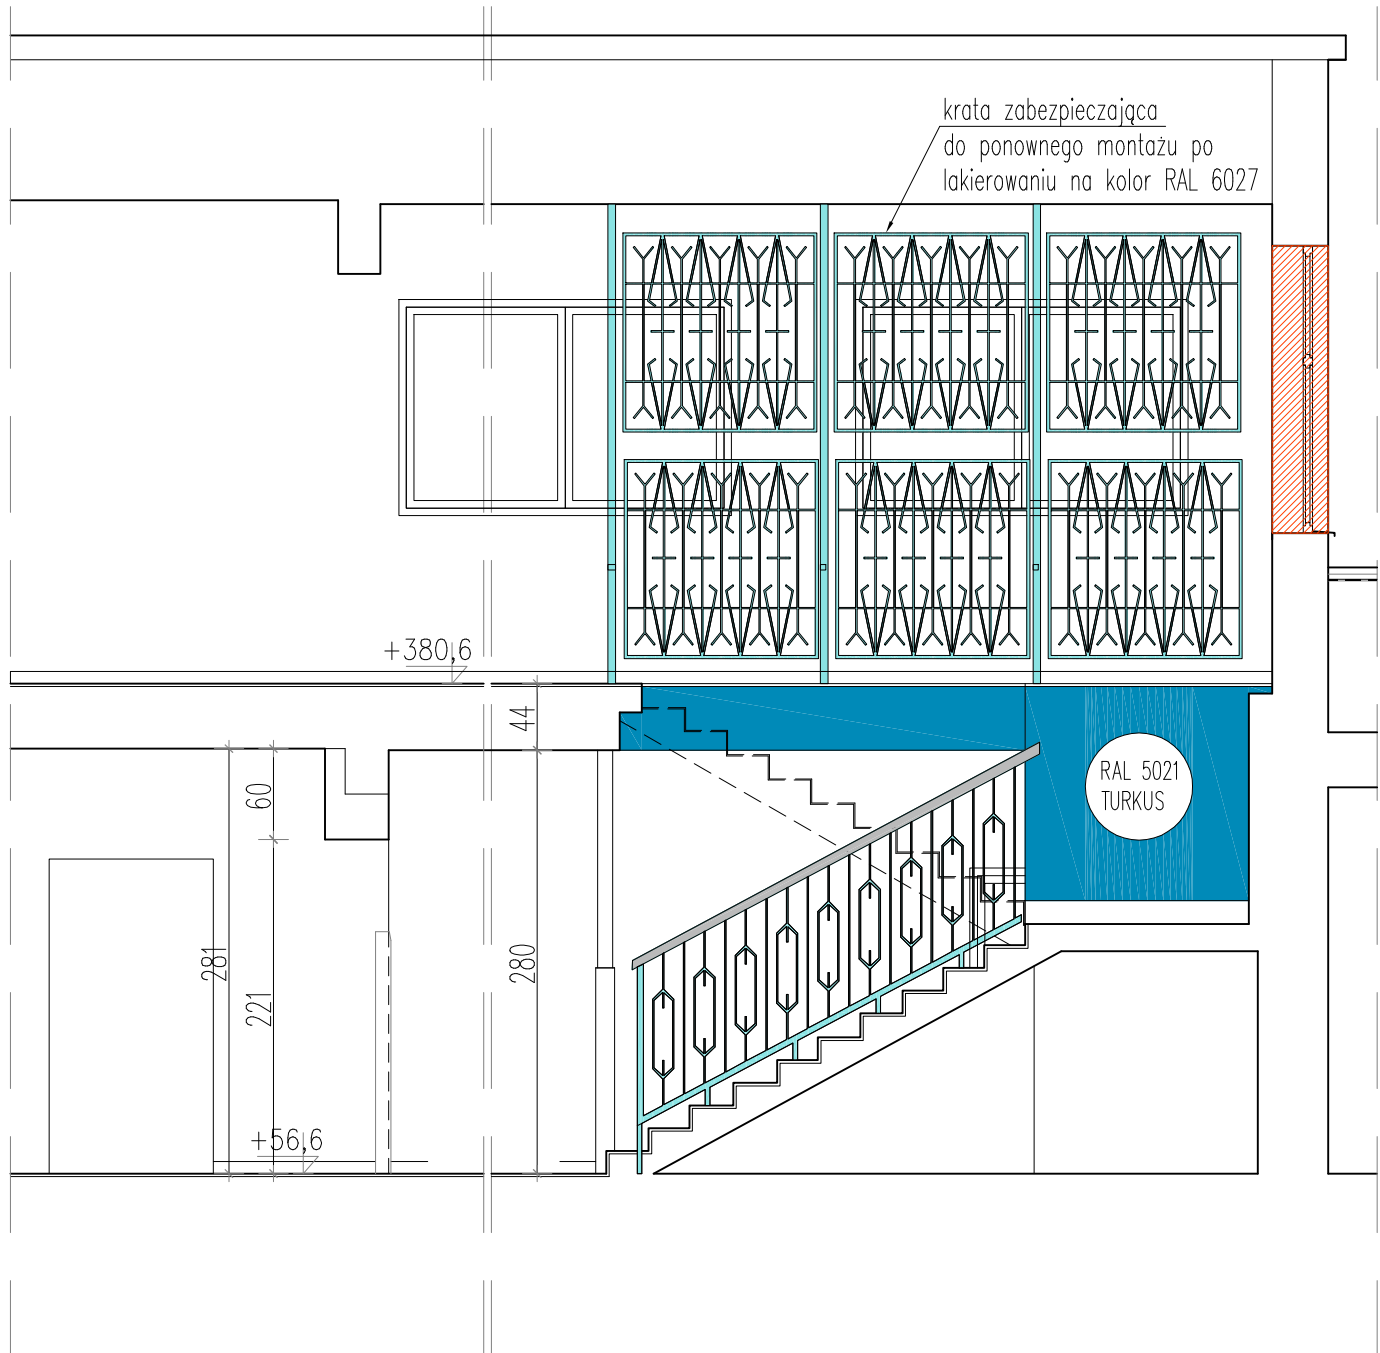 krata zabezpieczająca
do ponownego montażu po
lakierowaniu na kolor RAL 6027
+380,6
44
60
RAL 5021
TURKUS
281
280
221
+56,6